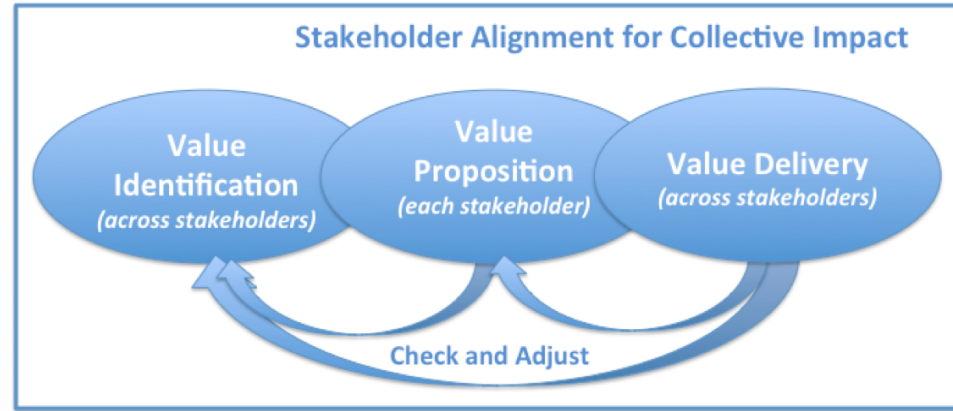 Stakeholder Alignment for Collective Impact
Value
Identification
(across stakeholders)
Value
Proposition
(each stakeholder)
Value Delivery
(across stakeholders)
Check and Adjust